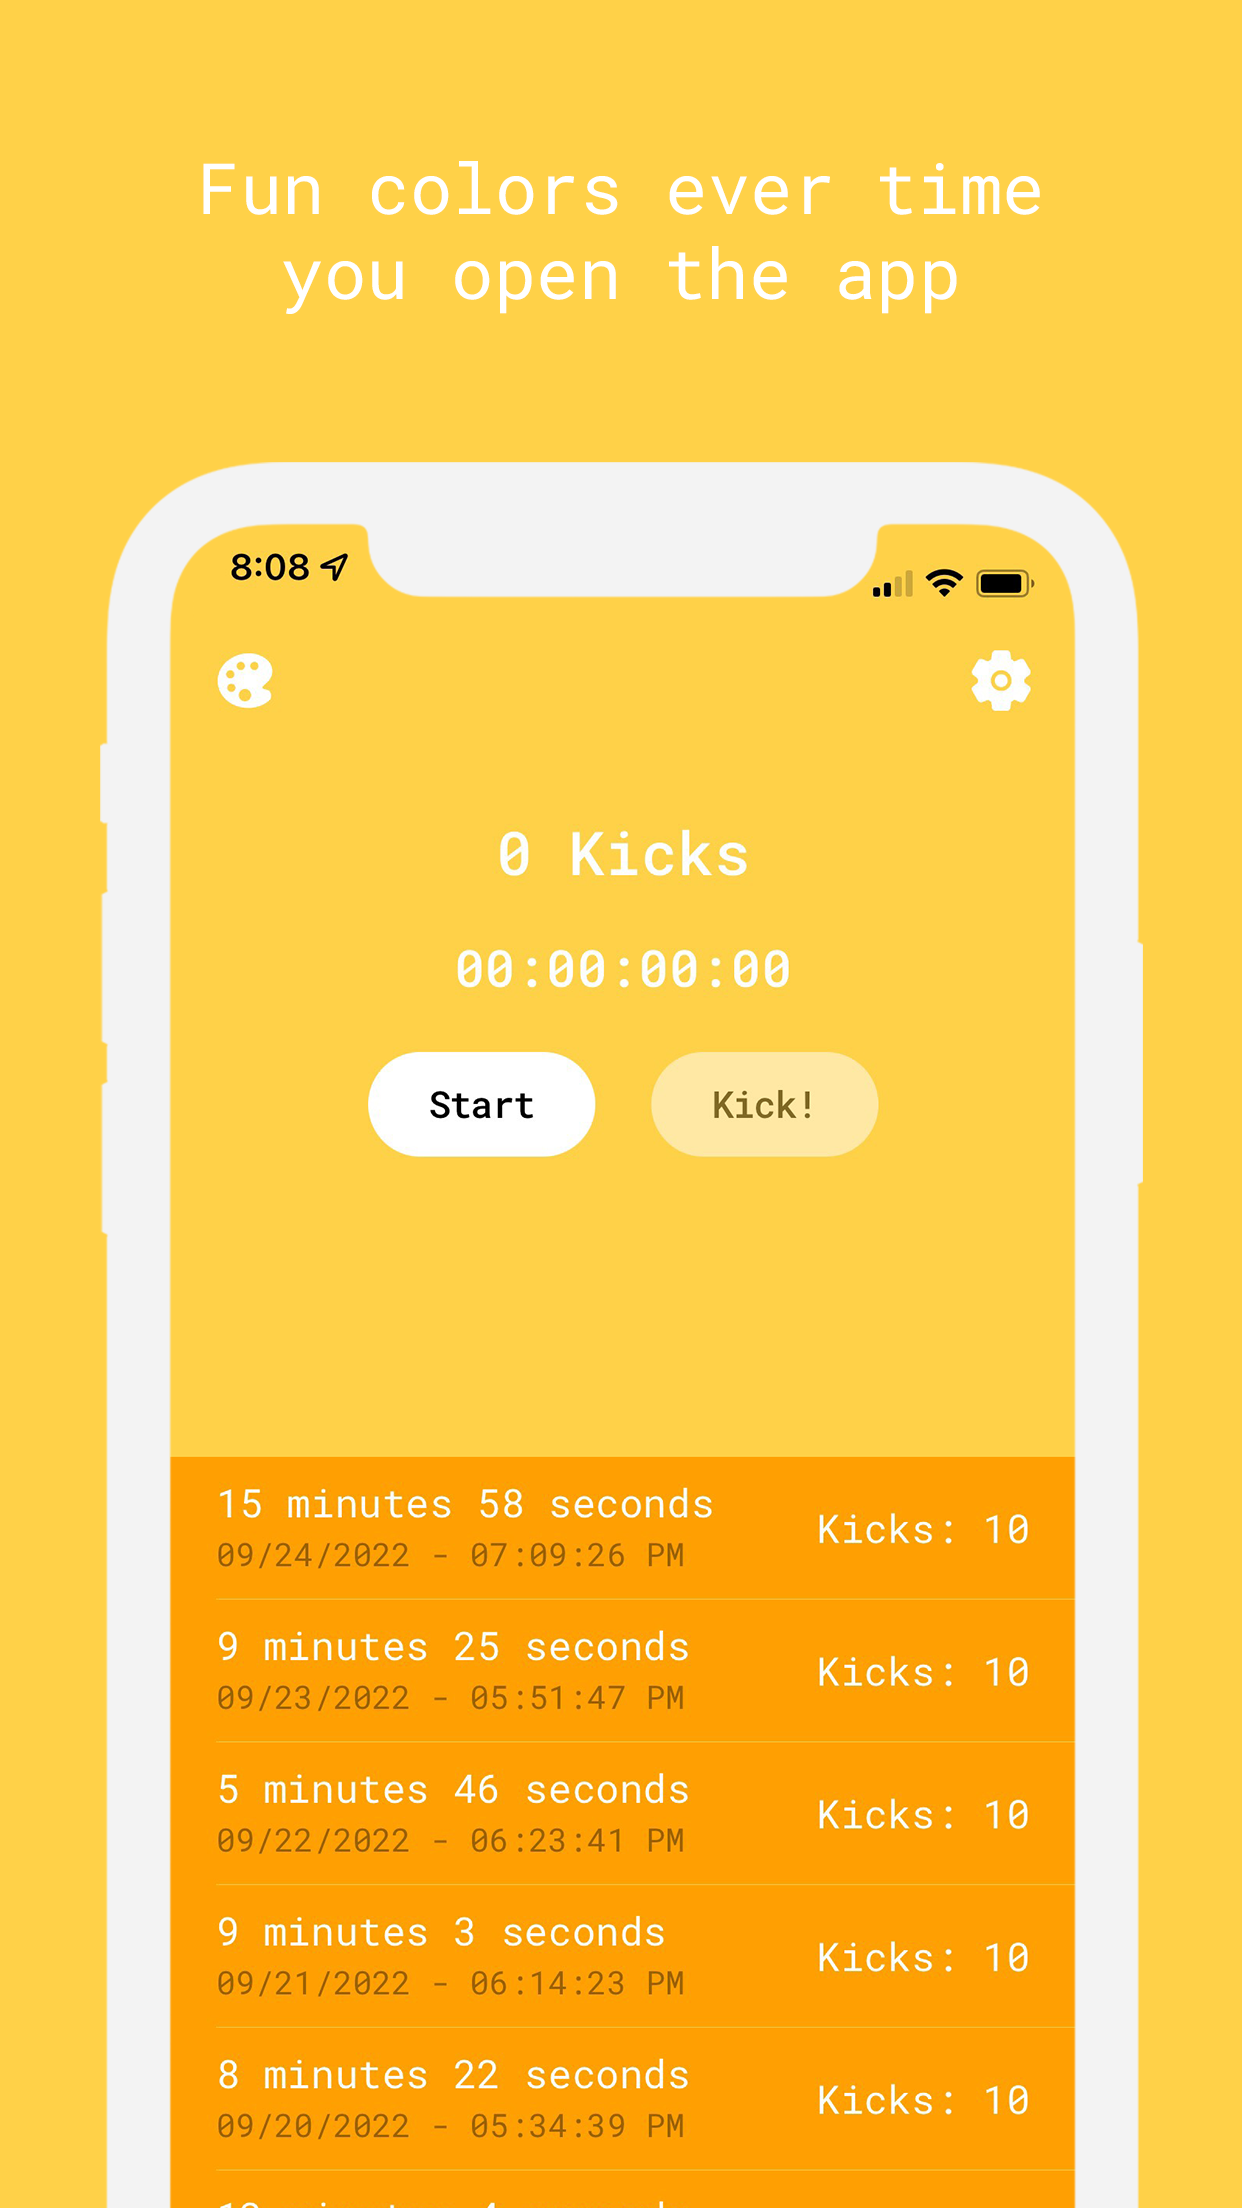 Fun colors ever time
you open the app
8:08
0 Kicks
00:00:00:00
Start
Kick!
15 minutes 58 seconds
09/24/2022 - 07:09:26 PM
Kicks: 10
9 minutes 25 seconds
09/23/2022 - 05:51:47 PM
Kicks: 10
5 minutes 46 seconds
09/22/2022 - 06:23:41 PM
Kicks: 10
9 minutes 3 seconds
09/21/2022 - 06:14:23 PM
Kicks: 10
8 minutes 22 seconds
09/20/2022 - 05:34:39 PM
Kicks: 10